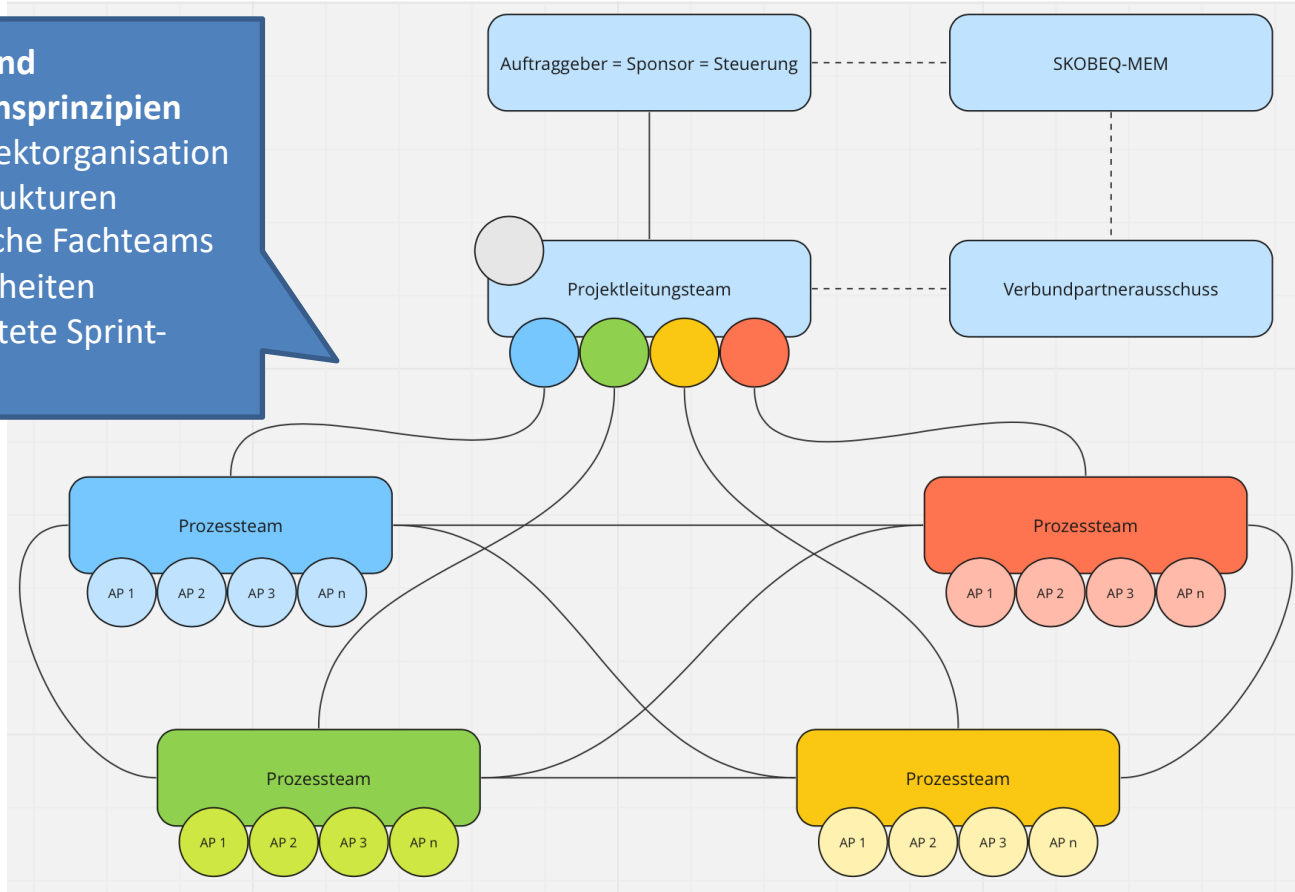 nd
nsprinzipien
ektorganisation
ukturen
che Fachteams
heiten
tete Sprint-
Auftraggeber = Sponsor = Steuerung
SKOBEQ-MEM
Projektleitungsteam
Verbundpartnerausschuss
Prozessteam
AP 1
AP 2
AP 3
AP n
Prozessteam
AP 1
AP 2
AP 3
AP n
Prozessteam
AP 1
AP 2
AP 3
AP n
Prozessteam
AP 1
AP 2
AP 3
AP n